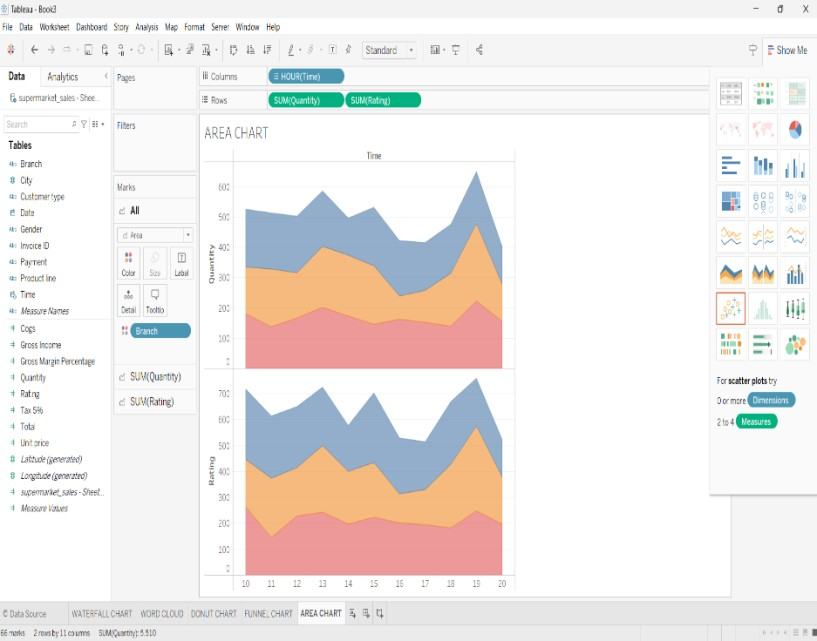 Tableau - Book3
File Data Worksheet Dashboard Story Analysis Map Format Server Window Help
Standard
Show Me
Data Analytics
supermarket_sales - Shee...
Search
Tables
Branch
City
Customer type
Date
Gender
Invoice ID
Payment
Product line
Time
Measure Names
Cogs
Gross Income
Gross Margin Percentage
Quantity
Rating
Tax 5%
Total
Unit price
Latitude (generated)
Longitude (generated)
supermarket_sales - Sheet...
Measure Values
Pages
Filters
Marks
All
Area
Color Size Label
Detail Tooltip
Branch
SUM(Quantity)
SUM(Rating)
Columns HOUR(Time)
Rows SUM(Quantity) SUM(Rating)
AREA CHART
Time
Quantity
600
500
400
300
200
100
Rating
700
600
500
400
300
200
100
10 11 12 13 14 15 16 17 18 19 20
For scatter plots try
0 or more Dimensions
2 to 4 Measures
Data Source WATERFALL CHART WORD CLOUD DONUT CHART FUNNEL CHART AREA CHART
66 marks 2 rows by 11 columns SUM(Quantity): 5,510